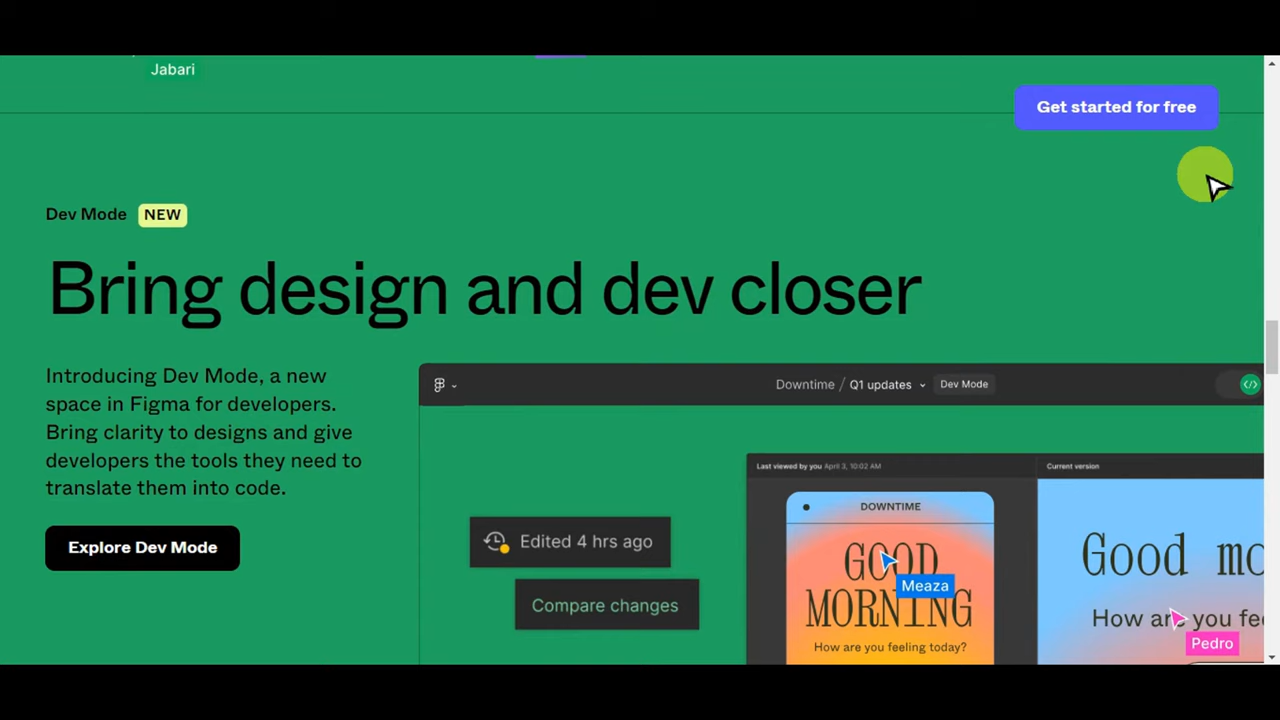 Jabari
Get started for free
Dev Mode NEW
Bring design and dev closer
Introducing Dev Mode, a new
space in Figma for developers.
Bring clarity to designs and give
developers the tools they need to
translate them into code.
Explore Dev Mode
Downtime / Q1 updates Dev Mode
Last viewed by you April 3, 10:02 AM
Current version
Edited 4 hrs ago
Compare changes
DOWNTIME
GOOD
MORNING
How are you feeling today?
Meaza
Good mo
How are you fee
Pedro